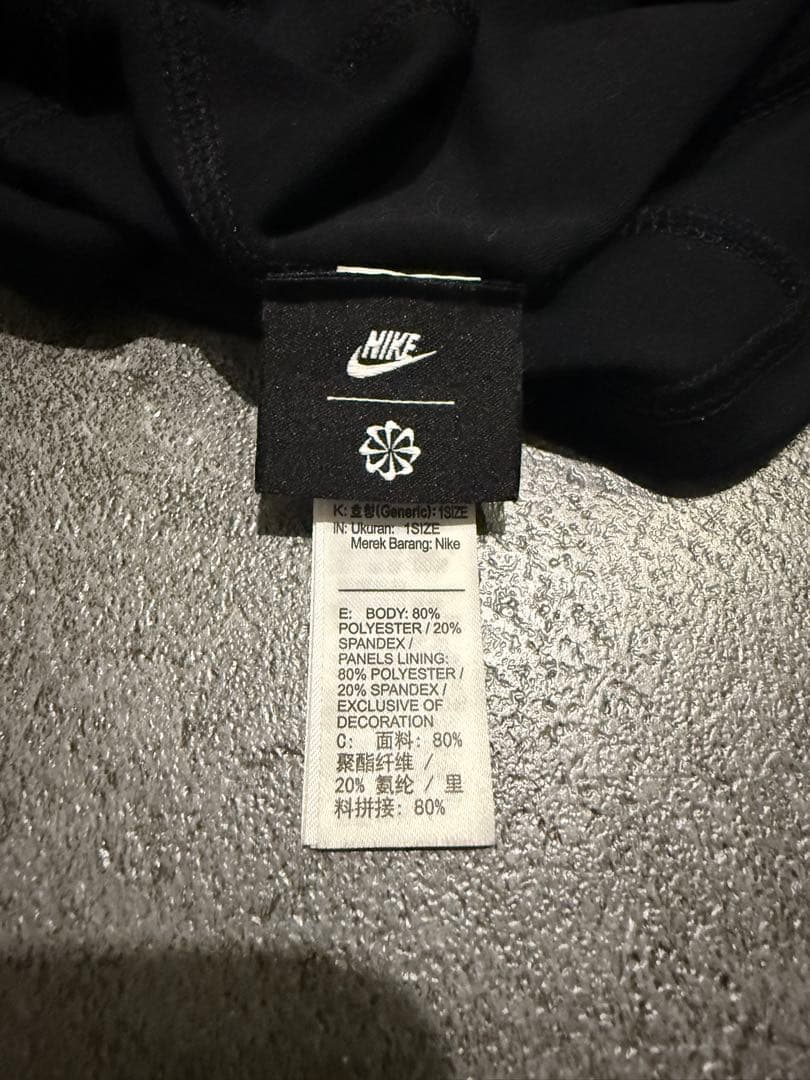 NIKE
K: 호칭(Generic): 1SIZE
IN: Ukuran: 1SIZE
Merek Barang: Nike
E: BODY: 80%
POLYESTER / 20%
SPANDEX /
PANELS LINING:
80% POLYESTER /
20% SPANDEX /
EXCLUSIVE OF
DECORATION
C: 面料: 80%
聚酯纤维 /
20% 氨纶 / 里
料拼接: 80%